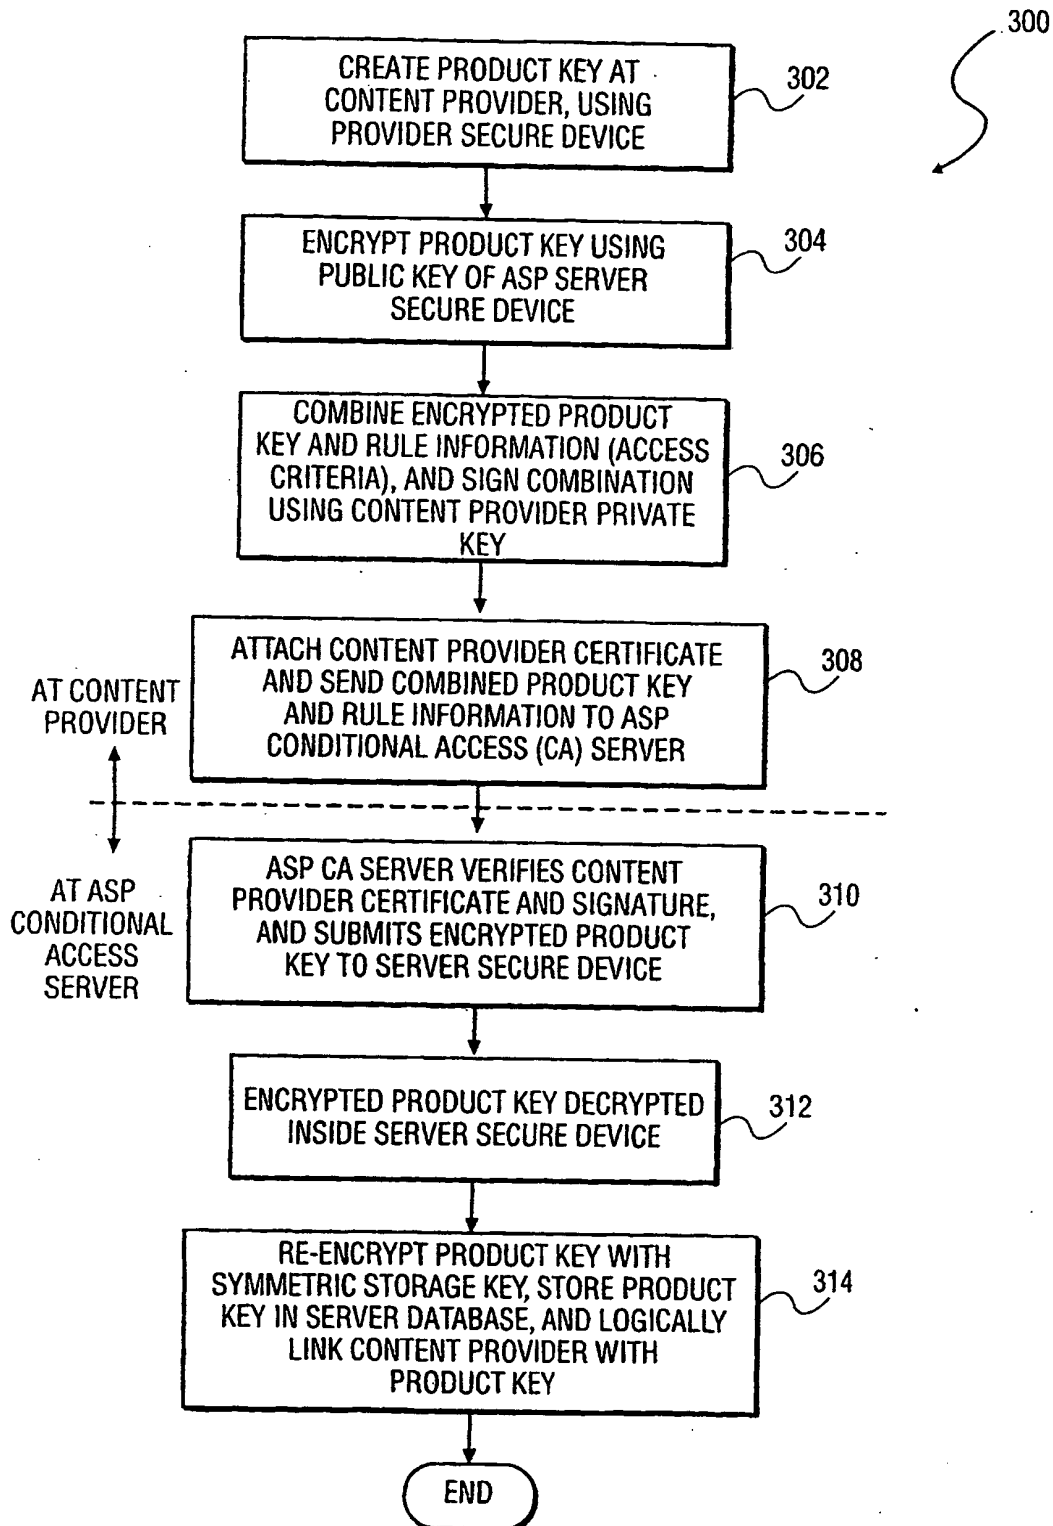 300
CREATE PRODUCT KEY AT
CONTENT PROVIDER, USING
PROVIDER SECURE DEVICE
302
ENCRYPT PRODUCT KEY USING
PUBLIC KEY OF ASP SERVER
SECURE DEVICE
304
COMBINE ENCRYPTED PRODUCT
KEY AND RULE INFORMATION (ACCESS
CRITERIA), AND SIGN COMBINATION
USING CONTENT PROVIDER PRIVATE
KEY
306
ATTACH CONTENT PROVIDER CERTIFICATE
AND SEND COMBINED PRODUCT KEY
AND RULE INFORMATION TO ASP
CONDITIONAL ACCESS (CA) SERVER
308
AT CONTENT
PROVIDER
AT ASP
CONDITIONAL
ACCESS
SERVER
ASP CA SERVER VERIFIES CONTENT
PROVIDER CERTIFICATE AND SIGNATURE,
AND SUBMITS ENCRYPTED PRODUCT
KEY TO SERVER SECURE DEVICE
310
ENCRYPTED PRODUCT KEY DECRYPTED
INSIDE SERVER SECURE DEVICE
312
RE-ENCRYPT PRODUCT KEY WITH
SYMMETRIC STORAGE KEY, STORE PRODUCT
KEY IN SERVER DATABASE, AND LOGICALLY
LINK CONTENT PROVIDER WITH
PRODUCT KEY
314
END